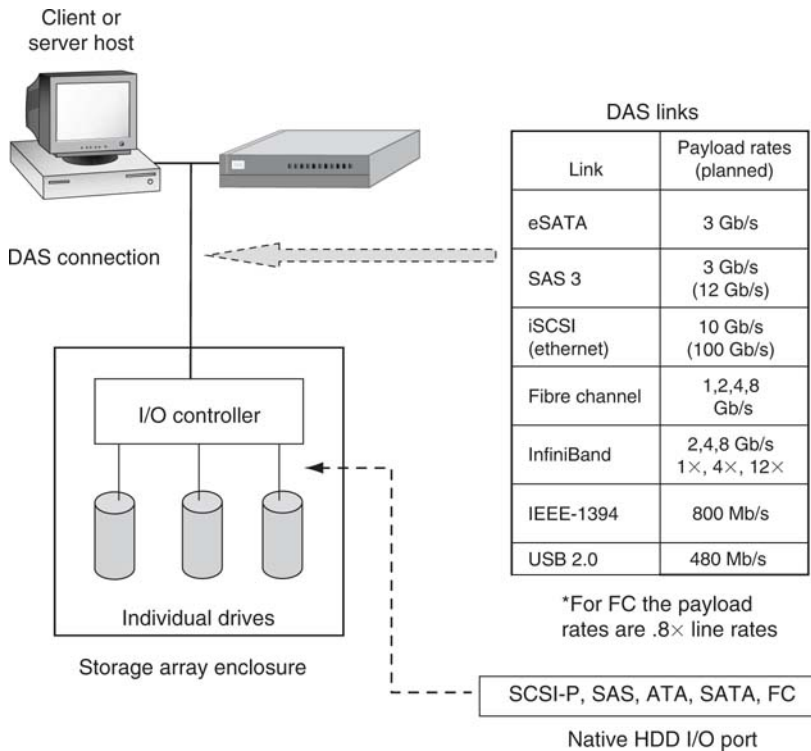 Client or
server host
DAS connection
I/O controller
Individual drives
Storage array enclosure
DAS links
Link
Payload rates
(planned)
eSATA
3 Gb/s
SAS 3
3 Gb/s
(12 Gb/s)
iSCSI
(ethernet)
10 Gb/s
(100 Gb/s)
Fibre channel
1,2,4,8
Gb/s
InfiniBand
2,4,8 Gb/s
1×, 4×, 12×
IEEE-1394
800 Mb/s
USB 2.0
480 Mb/s
*For FC the payload
rates are .8× line rates
SCSI-P, SAS, ATA, SATA, FC
Native HDD I/O port